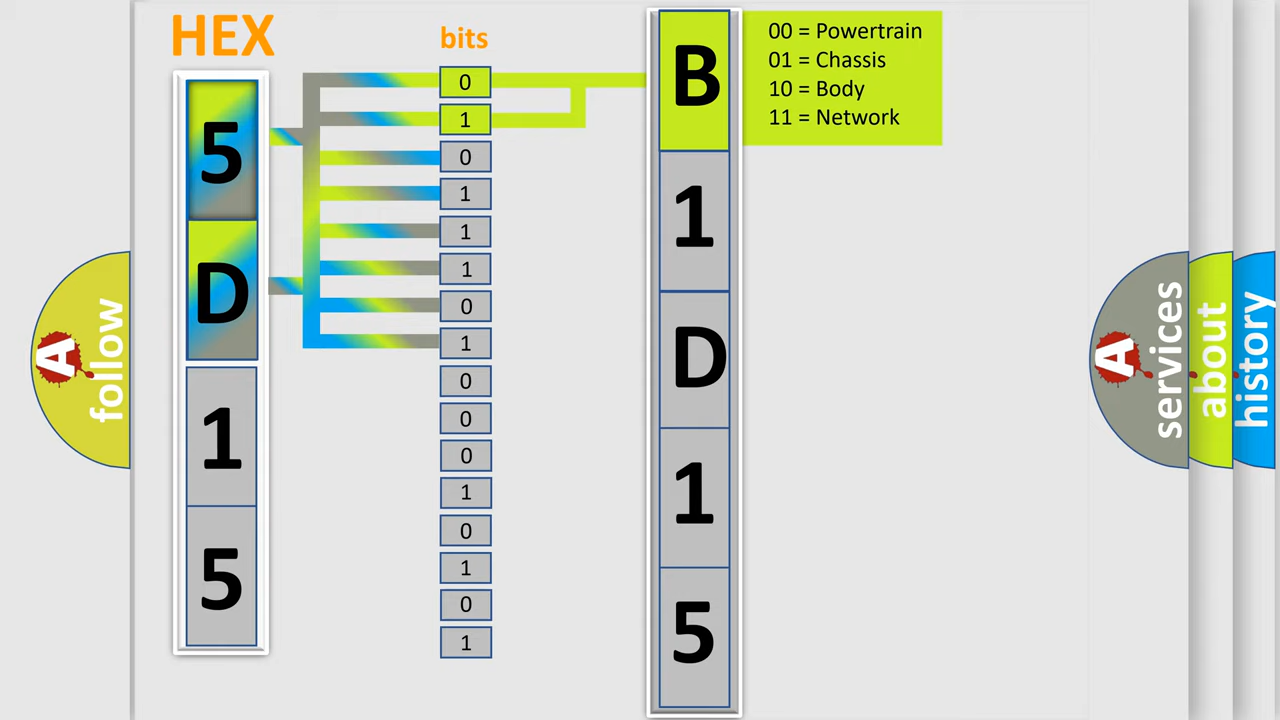 HEX
bits
5
D
1
5
0
1
0
1
1
1
0
1
0
0
0
1
0
1
0
1
B
1
D
1
5
00 = Powertrain
01 = Chassis
10 = Body
11 = Network
A
follow
A
services
about
history